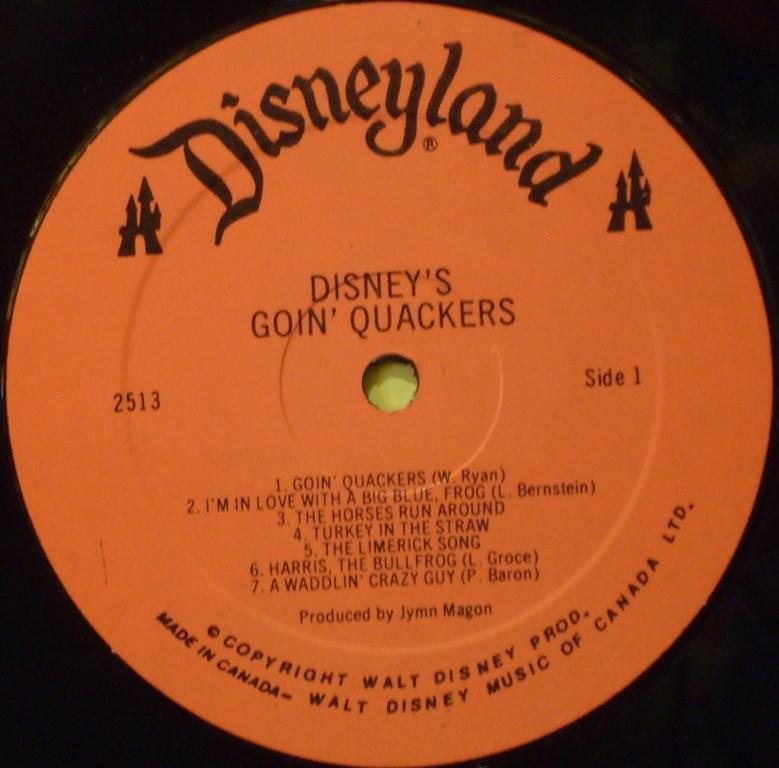 Disneyland®
DISNEY'S
GOIN' QUACKERS
2513
Side 1
1. GOIN' QUACKERS (W. Ryan)
2. I'M IN LOVE WITH A BIG BLUE, FROG (L. Bernstein)
3. THE HORSES RUN AROUND
4. TURKEY IN THE STRAW
5. THE LIMERICK SONG
6. HARRIS, THE BULLFROG (L. Groce)
7. A WADDLIN' CRAZY GUY (P. Baron)
Produced by Jymn Magon
© COPYRIGHT WALT DISNEY PROD.
MADE IN CANADA— WALT DISNEY MUSIC OF CANADA LTD.